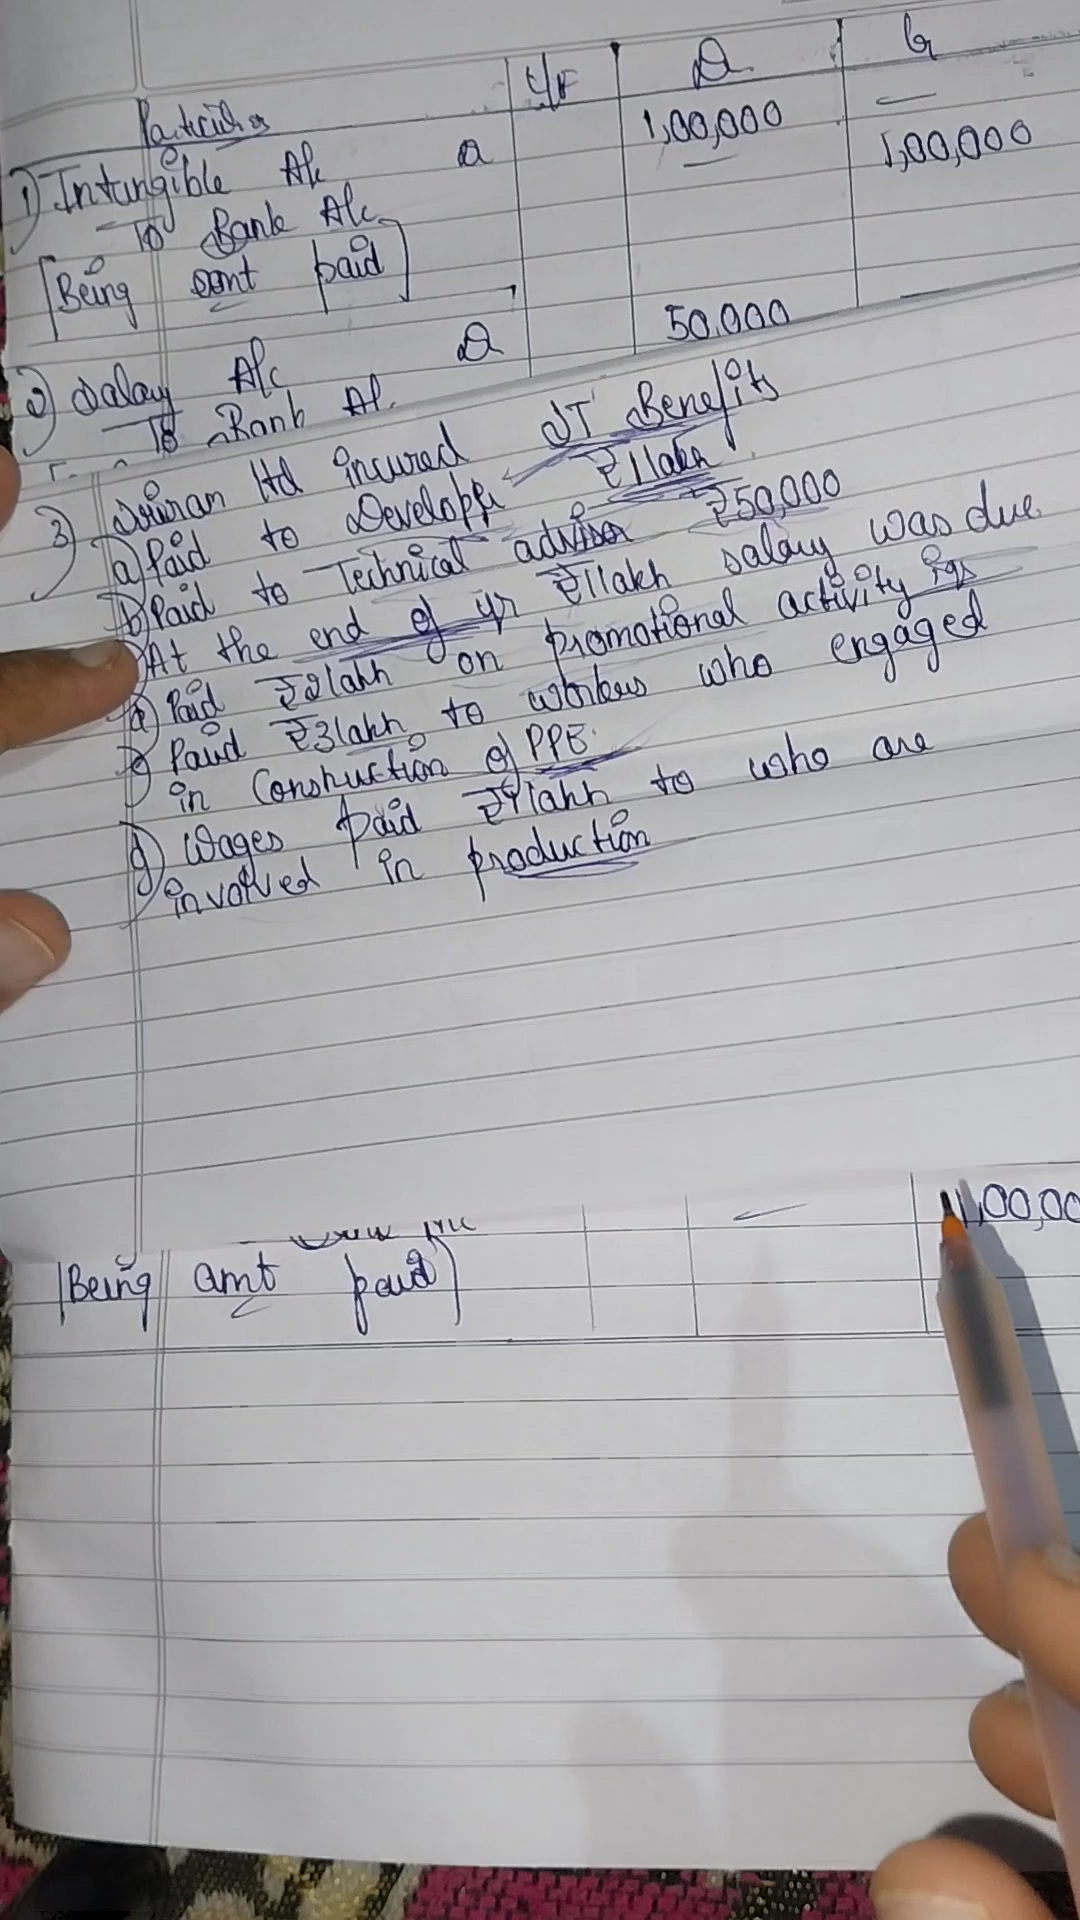 Particulars L/F Dr Cr
1) Intangible A/c Dr 1,00,000 —
To Bank A/c 1,00,000
[Being amt paid]
2) Salary A/c Dr 50,000
To Bank A/c
3) Ltd incured ST Benefits
a) Paid to Developer ₹1lakh
b) Paid to Technical advisor ₹50,000
At the end of yr ₹1lakh salary was due
Paid ₹2lakh on promotional activity
Paid ₹3lakh to workers who engaged
in Construction of PPE.
g) Wages paid ₹4lakh to who are
involved in production
1,00,00
[Being amt paid]